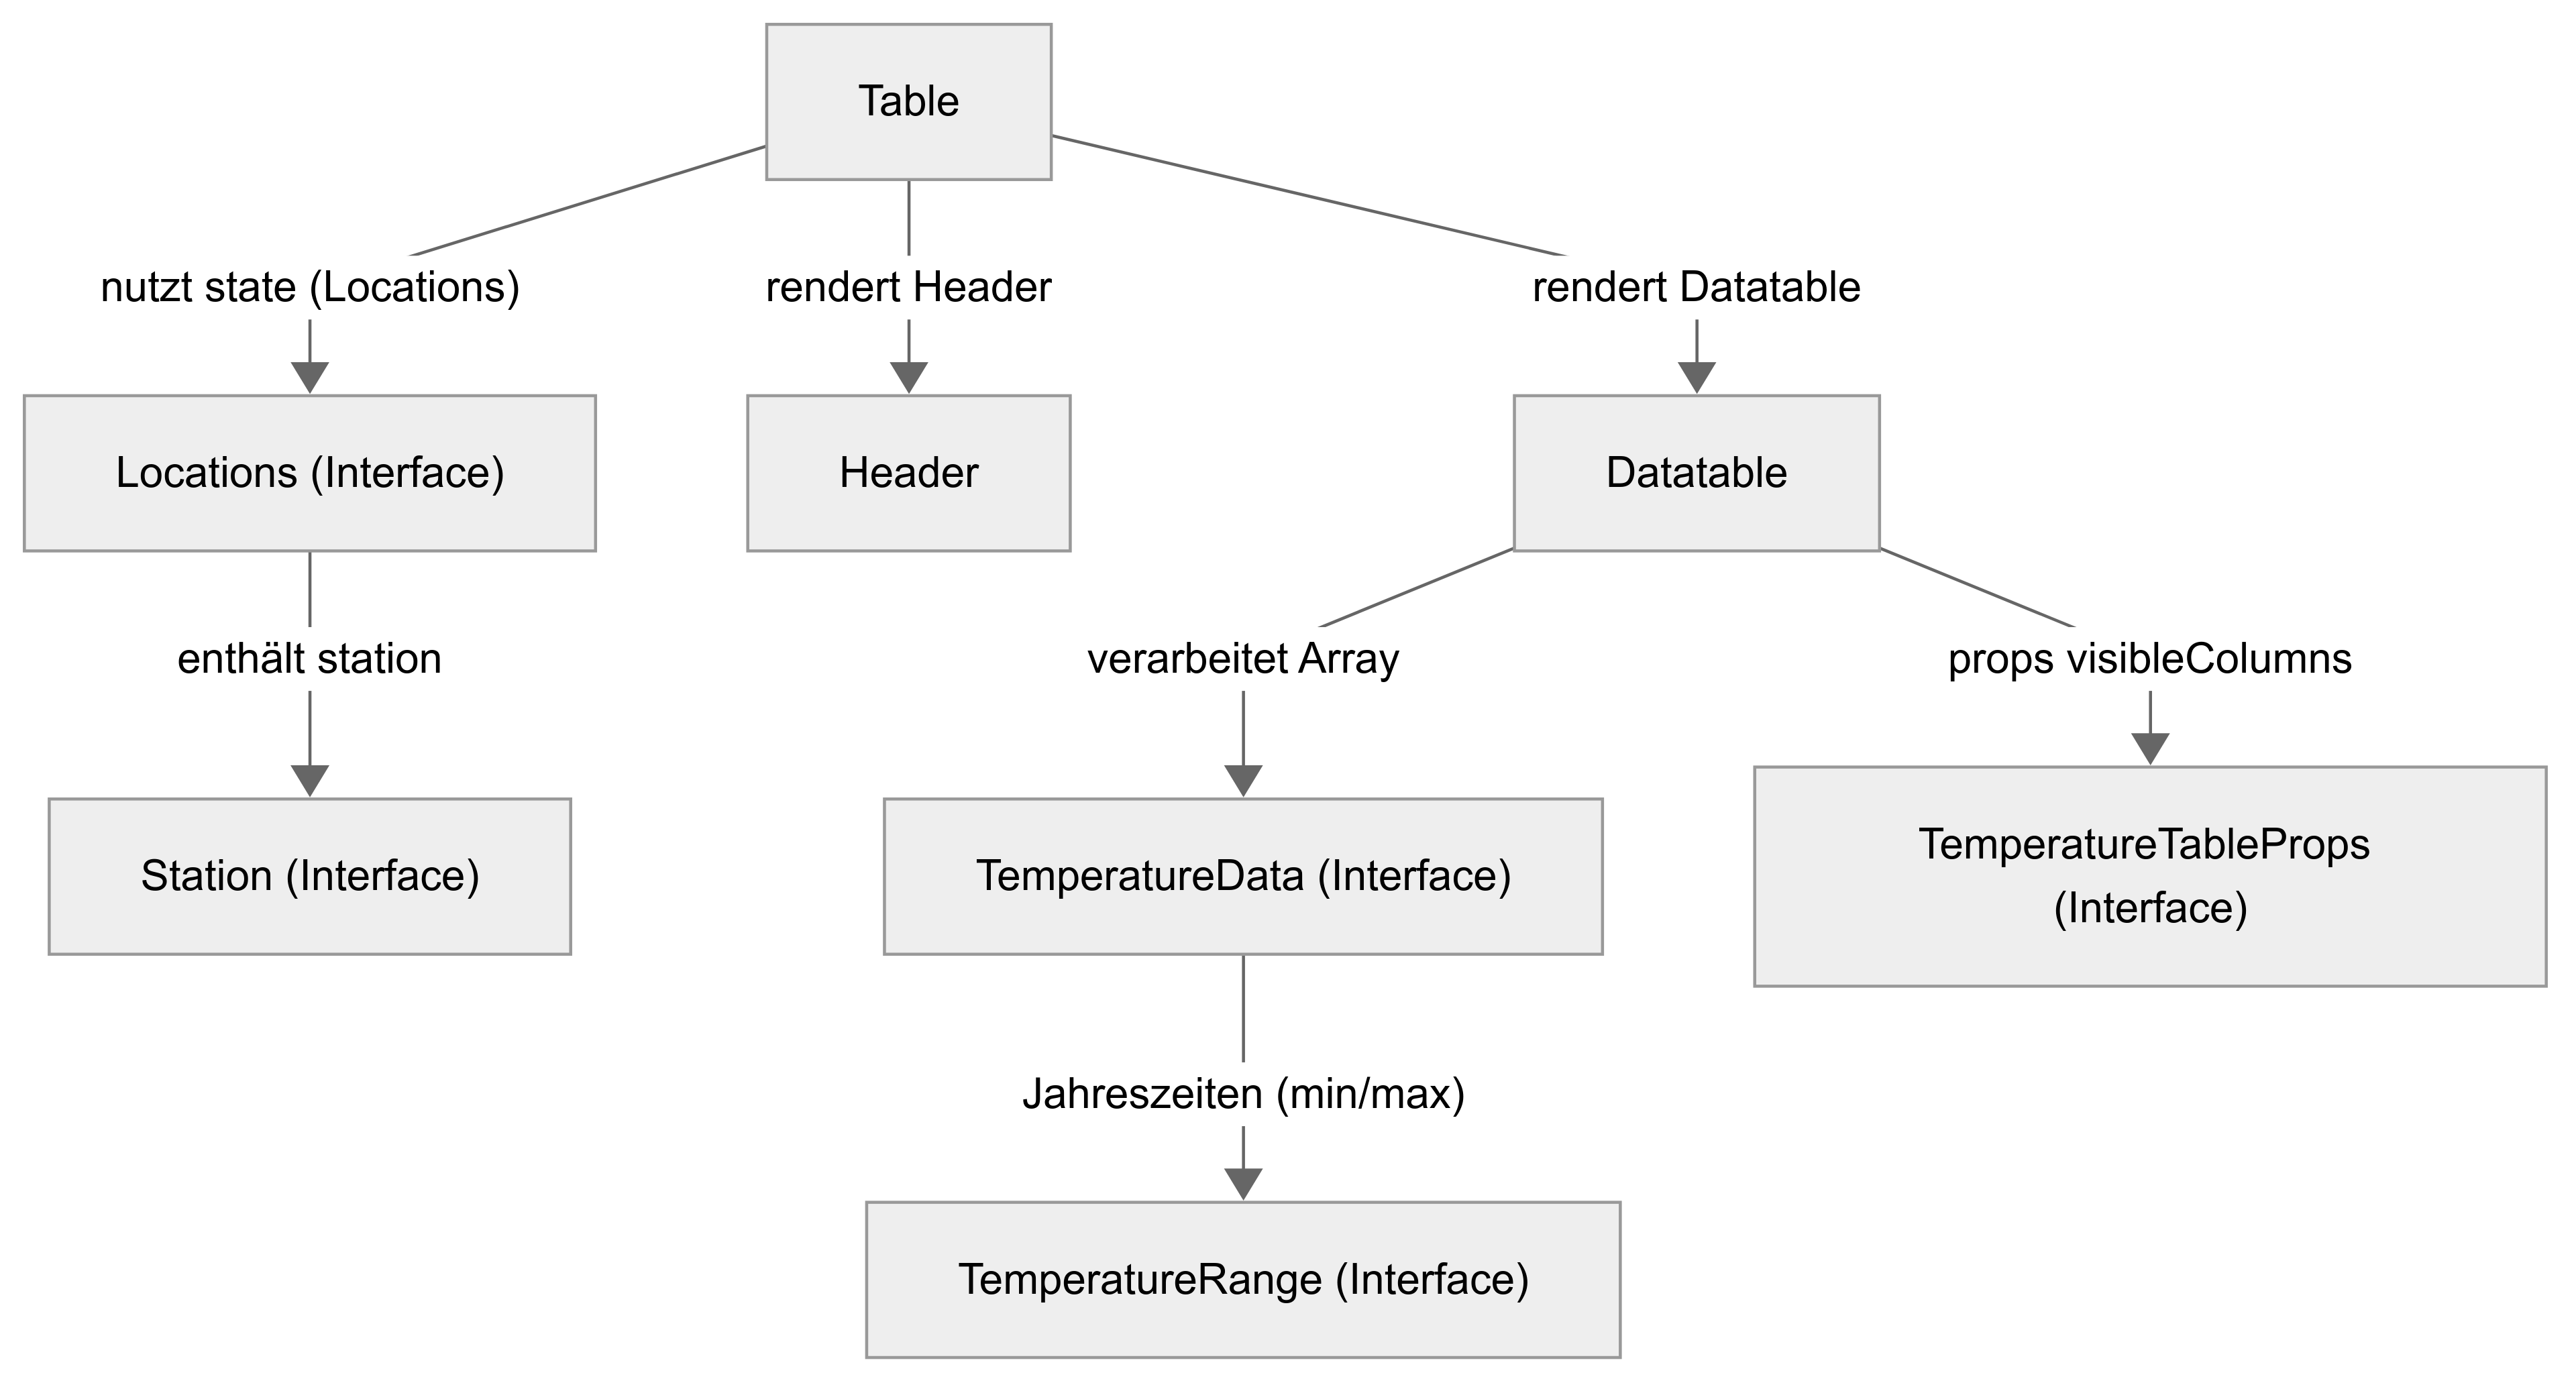 Table
nutzt state (Locations)
rendert Header
rendert Datatable
Locations (Interface)
Header
Datatable
enthält station
verarbeitet Array
props visibleColumns
Station (Interface)
TemperatureData (Interface)
TemperatureTableProps
(Interface)
Jahreszeiten (min/max)
TemperatureRange (Interface)